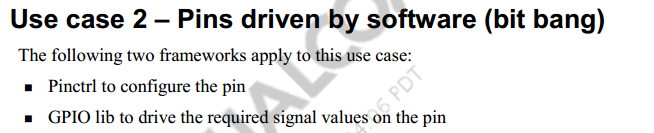 Use case 2 – Pins driven by software (bit bang)
The following two frameworks apply to this use case:
▪ Pinctrl to configure the pin
▪ GPIO lib to drive the required signal values on the pin